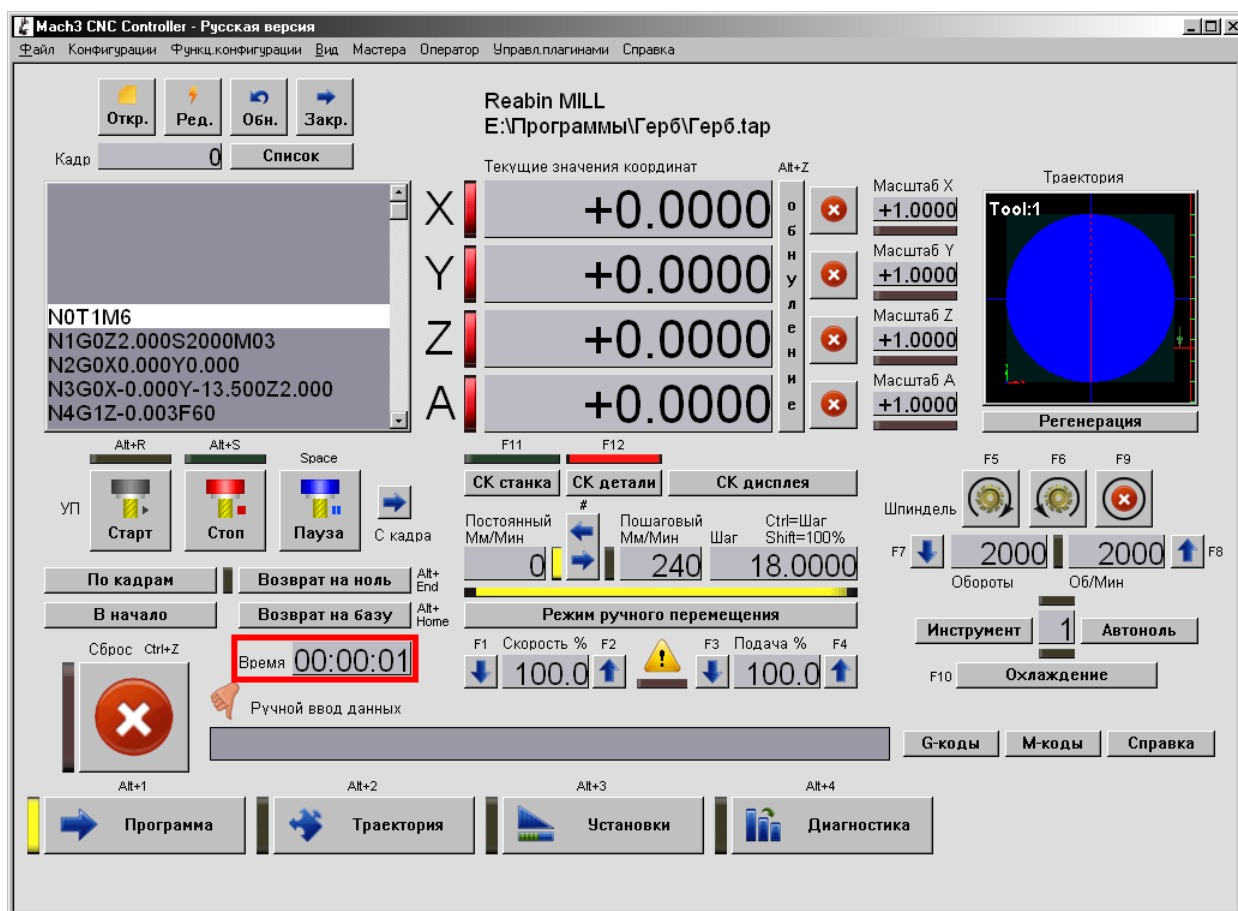 Mach3 CNC Controller - Русская версия
Файл Конфигурации Функц.конфигурации Вид Мастера Оператор Управл.плагинами Справка
Откр. Ред. Обн. Закр.
Reabin MILL
E:\Программы\Герб\Герб.tap
Кадр 0 Список
Текущие значения координат Alt+Z
Траектория
X +0.0000
Y +0.0000
Z +0.0000
A +0.0000
обнуление
Масштаб X
+1.0000
Масштаб Y
+1.0000
Масштаб Z
+1.0000
Масштаб A
+1.0000
Tool:1
Регенерация
N0T1M6
N1G0Z2.000S2000M03
N2G0X0.000Y0.000
N3G0X-0.000Y-13.500Z2.000
N4G1Z-0.003F60
Alt+R Alt+S Space
УП Старт Стоп Пауза С кадра
F11 F12
СК станка СК детали СК дисплея
#
Постоянный Мм/Мин
Пошаговый Мм/Мин Шаг
Ctrl=Шаг
Shift=100%
0 240 18.0000
F5 F6 F9
Шпиндель
F7 2000 2000 F8
Обороты Об/Мин
По кадрам Возврат на ноль Alt+ End
В начало Возврат на базу Alt+ Home
Режим ручного перемещения
Инструмент 1 Автоноль
Сброс Ctrl+Z
Время 00:00:01
F1 Скорость % F2 F3 Подача % F4
100.0 100.0
F10 Охлаждение
Ручной ввод данных
G-коды М-коды Справка
Alt+1 Alt+2 Alt+3 Alt+4
Программа Траектория Установки Диагностика